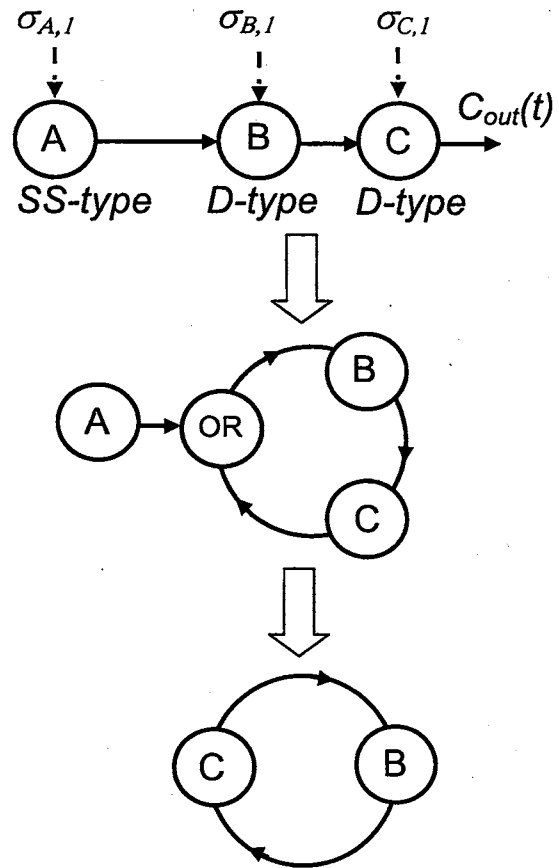 σA,1 σB,1 σC,1
A B C Cout(t)
SS-type D-type D-type
B
A OR
C
C B